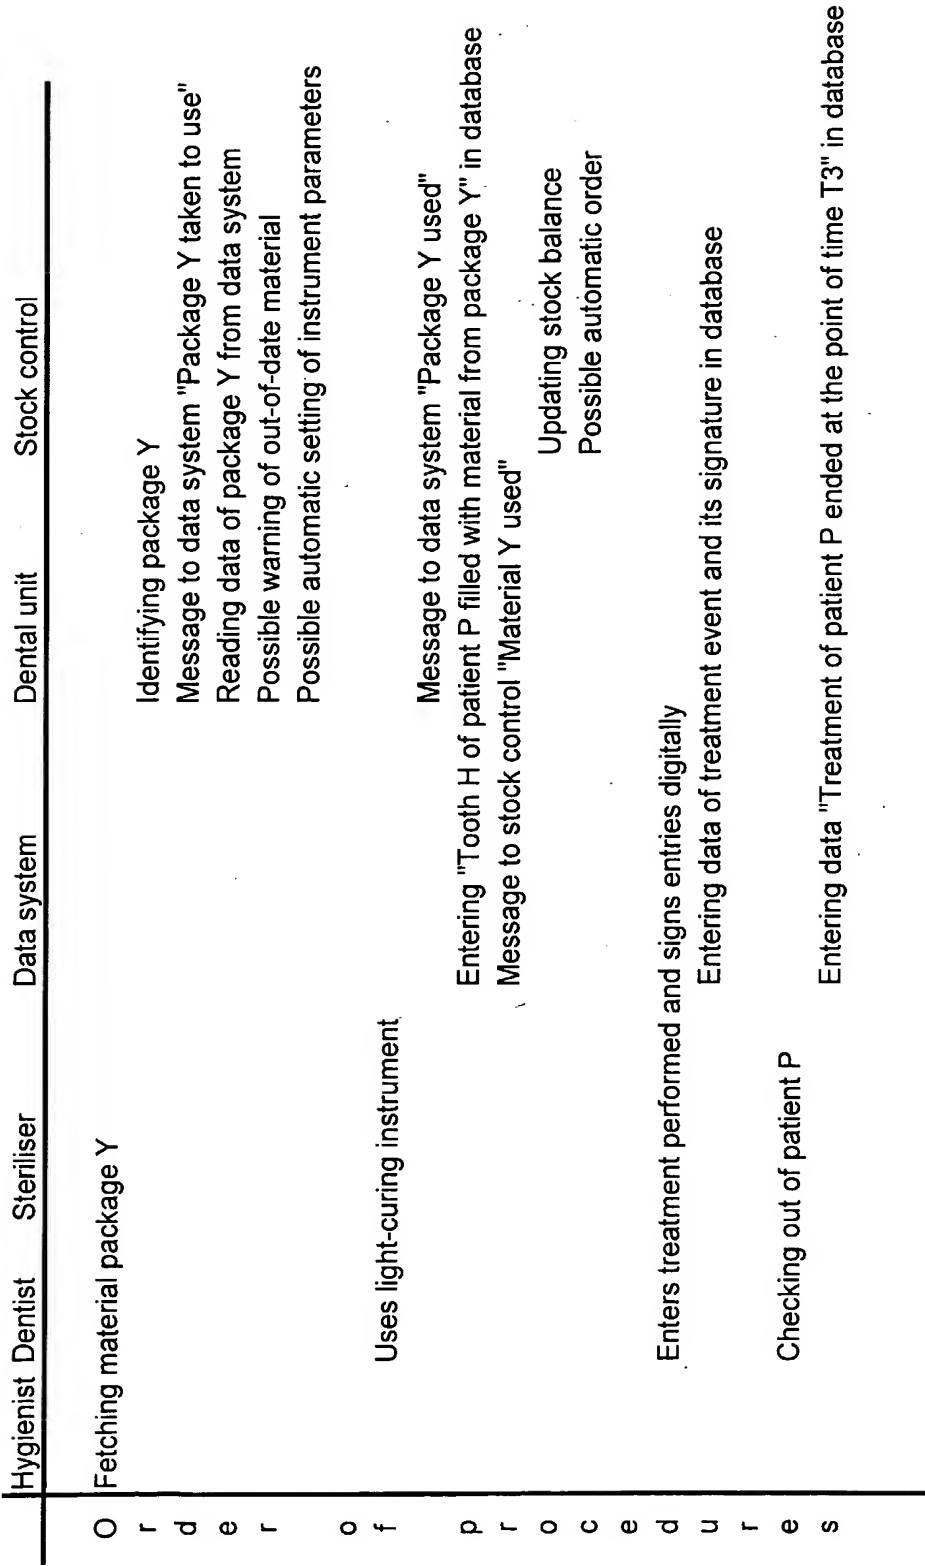 Hygienist Dentist Steriliser Data system Dental unit Stock control
Order of procedures
Fetching material package Y
Identifying package Y
Message to data system "Package Y taken to use"
Reading data of package Y from data system
Possible warning of out-of-date material
Possible automatic setting of instrument parameters
Uses light-curing instrument
Message to data system "Package Y used"
Entering "Tooth H of patient P filled with material from package Y" in database
Message to stock control "Material Y used"
Updating stock balance
Possible automatic order
Enters treatment performed and signs entries digitally
Entering data of treatment event and its signature in database
Checking out of patient P
Entering data "Treatment of patient P ended at the point of time T3" in database